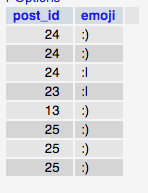 Options
post_id emoji
24 :)
24 :)
24 :l
23 :l
13 :)
25 :)
25 :)
25 :)